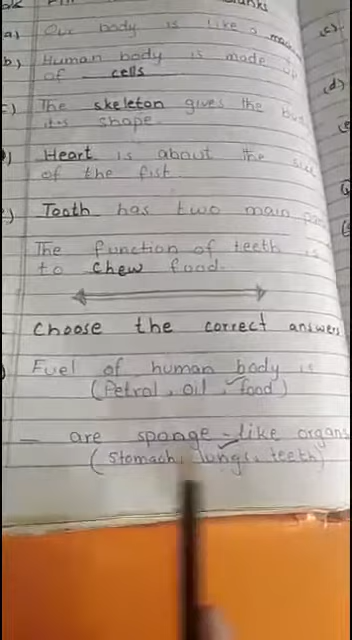 a) Our body is like a machine
b) Human body is made up
of cells
c) The skeleton gives the body
its shape.
d) Heart is about the size
of the fist
e) Tooth has two main parts
The function of teeth is
to chew food.
Choose the correct answers
Fuel of human body is
(Petrol, oil, food)
— are sponge-like organs
(Stomach, lungs, teeth)
(c)
(d)